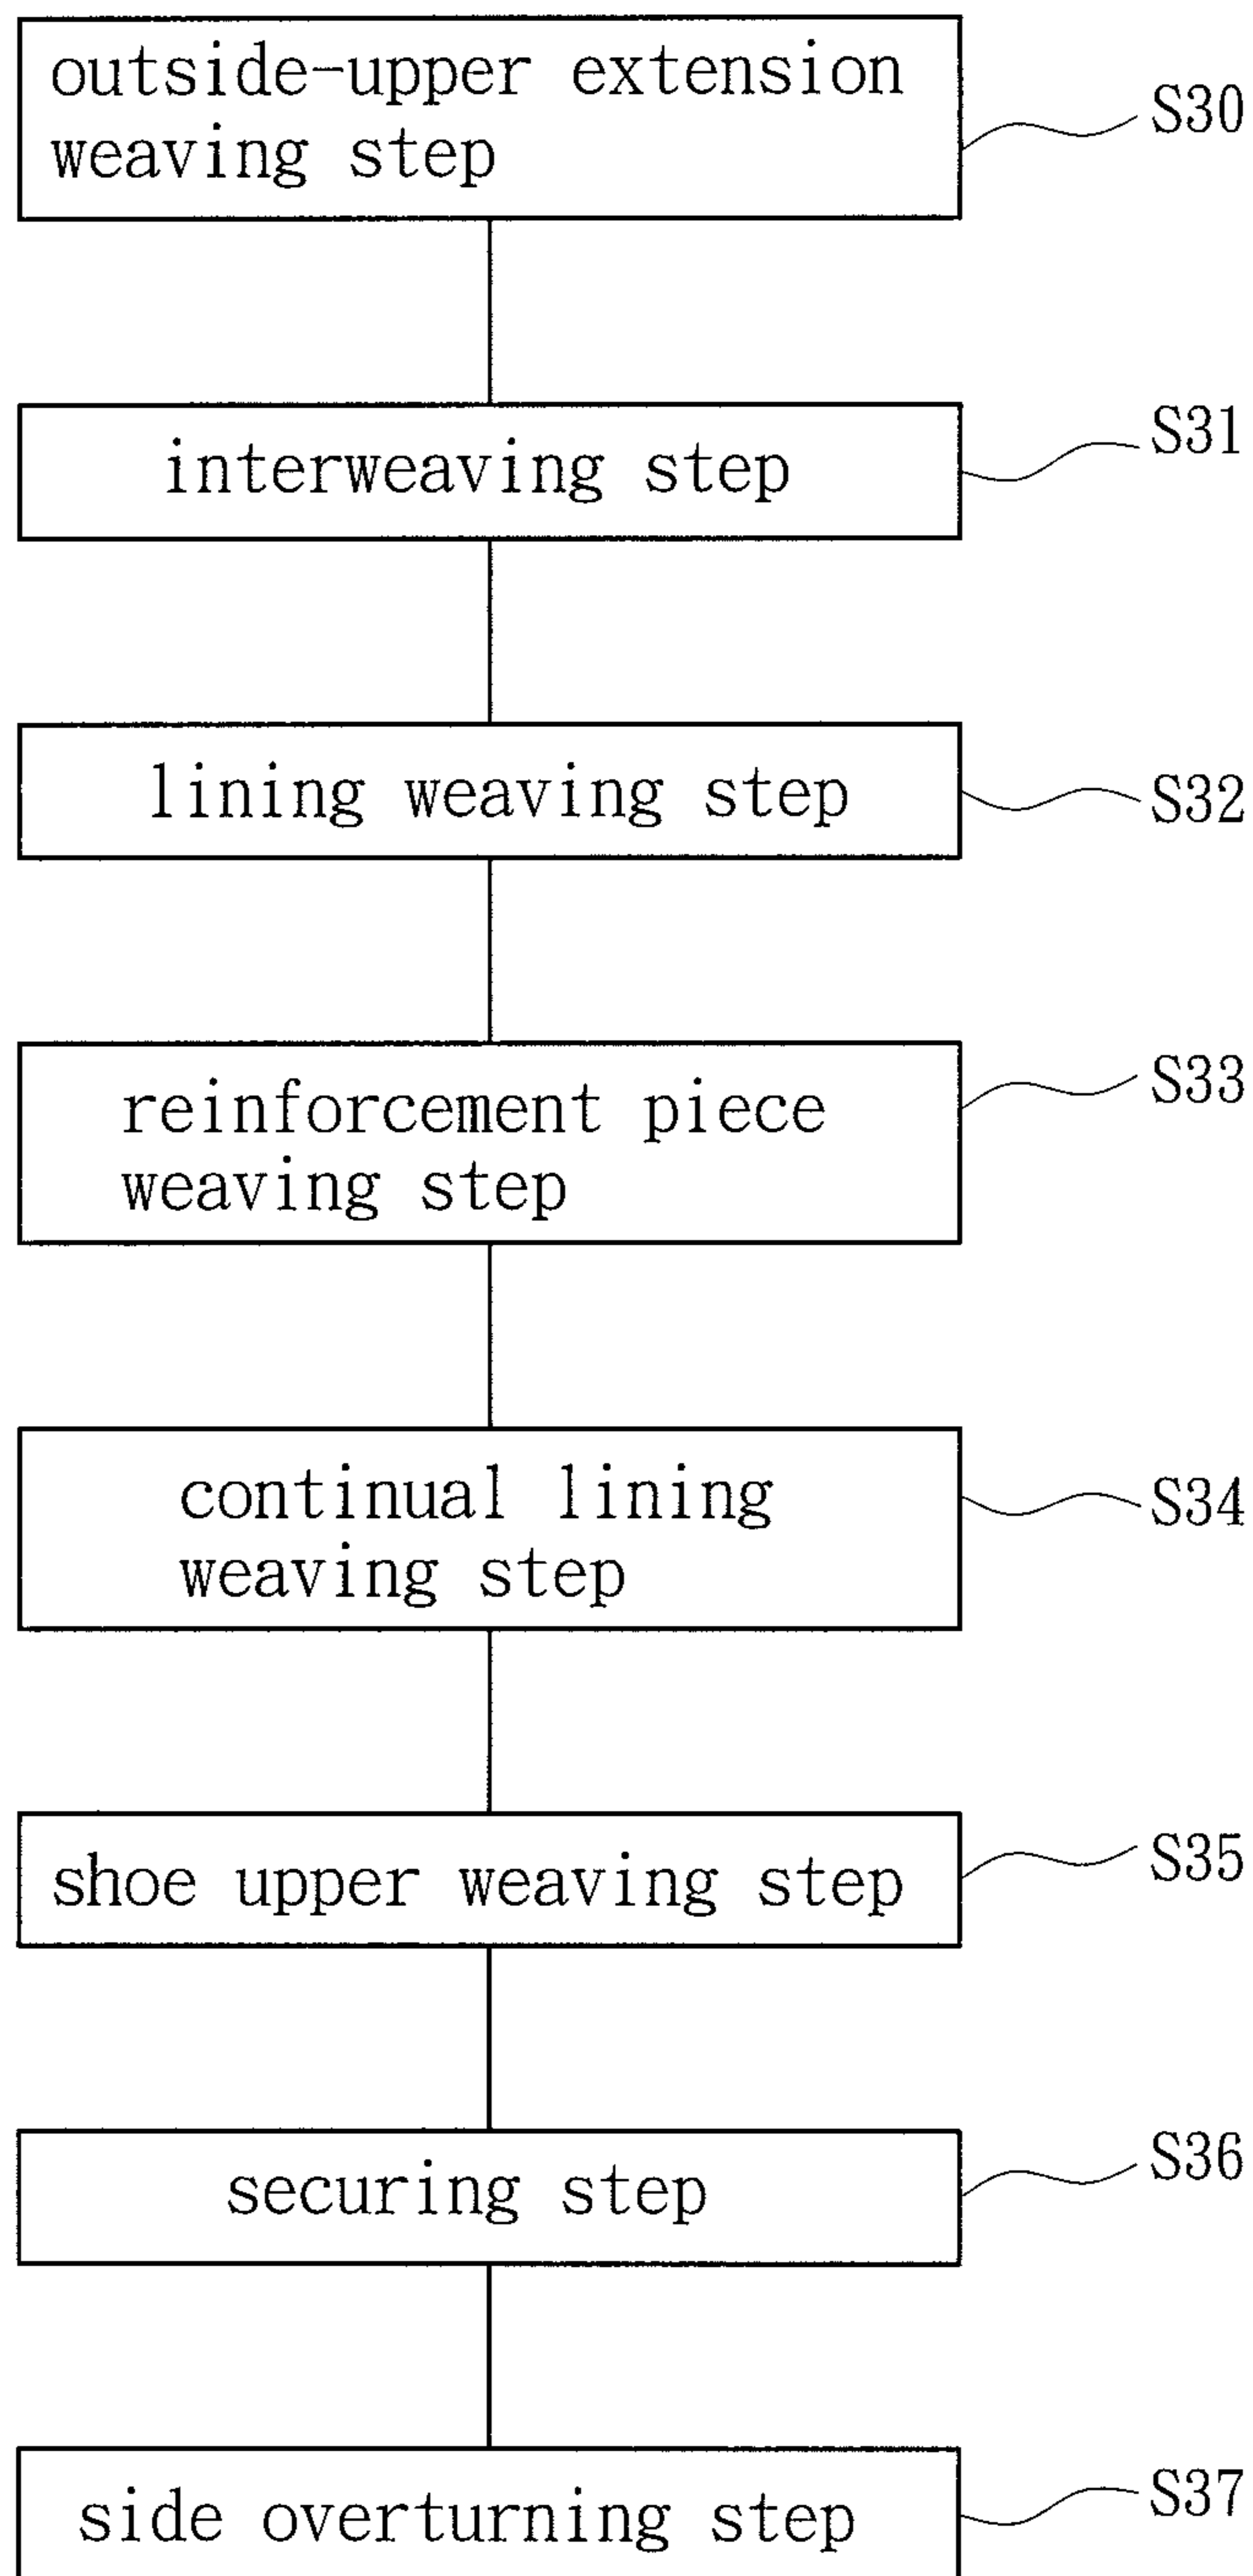 outside-upper extension
weaving step
S30
interweaving step
S31
lining weaving step
S32
reinforcement piece
weaving step
S33
continual lining
weaving step
S34
shoe upper weaving step
S35
securing step
S36
side overturning step
S37